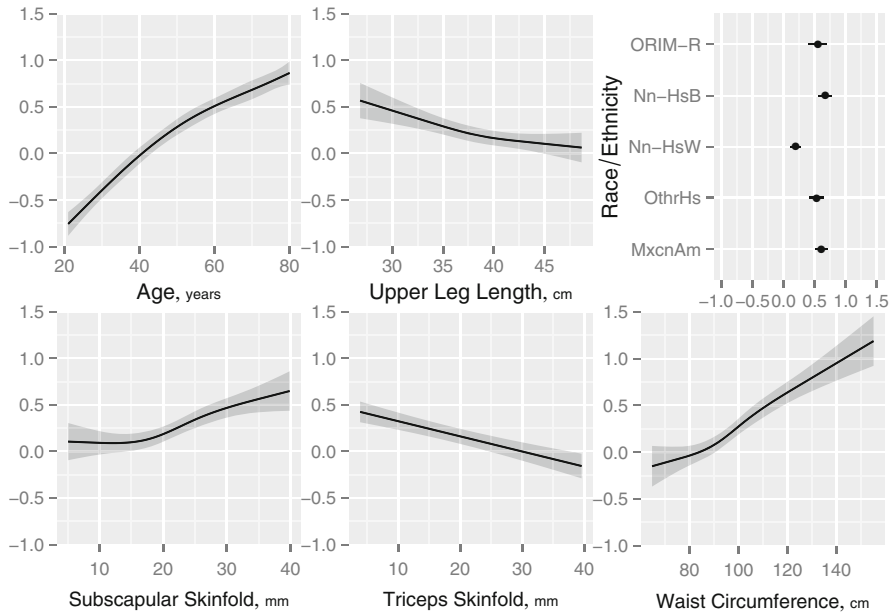 1.5
1.0
0.5
0.0
−0.5
−1.0
20 40 60 80
Age, years
1.5
1.0
0.5
0.0
−0.5
−1.0
30 35 40 45
Upper Leg Length, cm
Race/Ethnicity
ORIM−R
Nn−HsB
Nn−HsW
OthrHs
MxcnAm
−1.0 −0.5 0.0 0.5 1.0 1.5
1.5
1.0
0.5
0.0
−0.5
−1.0
10 20 30 40
Subscapular Skinfold, mm
1.5
1.0
0.5
0.0
−0.5
−1.0
10 20 30 40
Triceps Skinfold, mm
1.5
1.0
0.5
0.0
−0.5
−1.0
80 100 120 140
Waist Circumference, cm